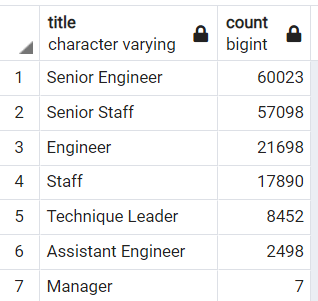 title count
character varying bigint
1 Senior Engineer 60023
2 Senior Staff 57098
3 Engineer 21698
4 Staff 17890
5 Technique Leader 8452
6 Assistant Engineer 2498
7 Manager 7